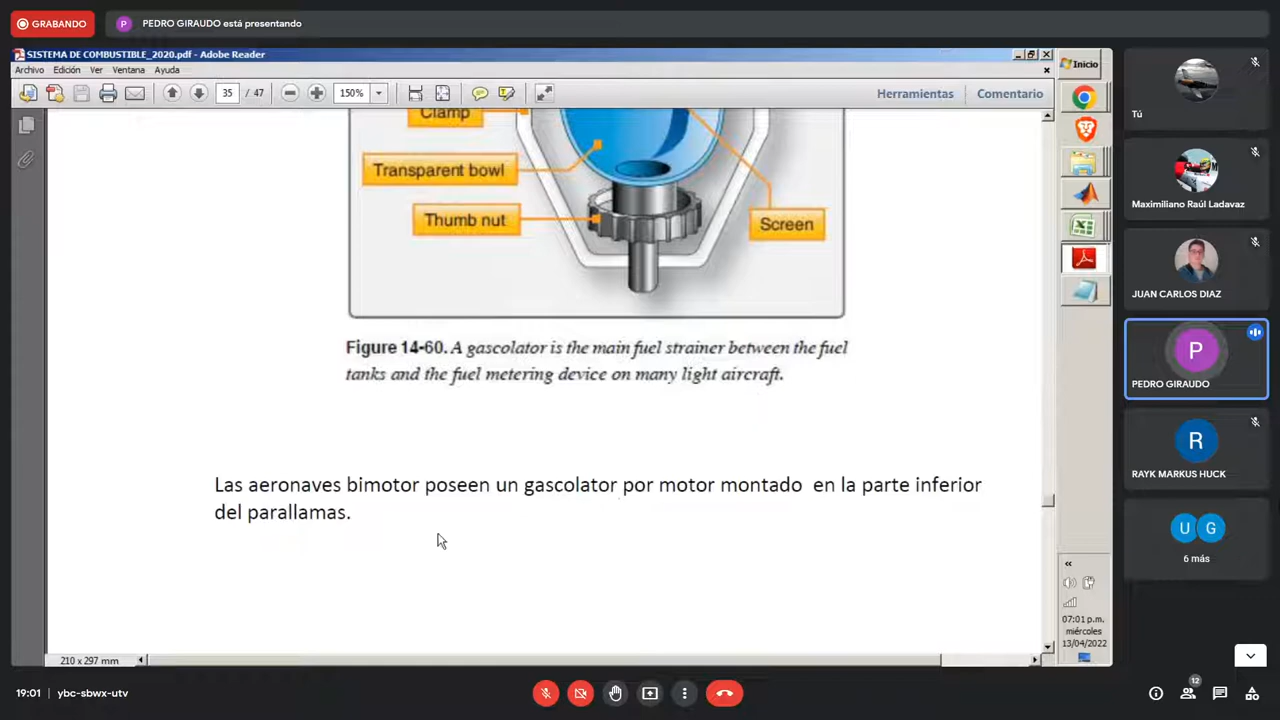 GRABANDO
P
PEDRO GIRAUDO está presentando
SISTEMA DE COMBUSTIBLE_2020.pdf - Adobe Reader
Archivo Edición Ver Ventana Ayuda
35 / 47
150%
Herramientas Comentario
Clamp
Transparent bowl
Thumb nut
Screen
Figure 14-60. A gascolator is the main fuel strainer between the fuel
tanks and the fuel metering device on many light aircraft.
Las aeronaves bimotor poseen un gascolator por motor montado en la parte inferior
del parallamas.
210 x 297 mm
Inicio
«
07:01 p.m.
miércoles
13/04/2022
Tú
Maximiliano Raúl Ladavaz
JUAN CARLOS DIAZ
P
PEDRO GIRAUDO
R
RAYK MARKUS HUCK
U G
6 más
19:01 ybc-sbwx-utv
12